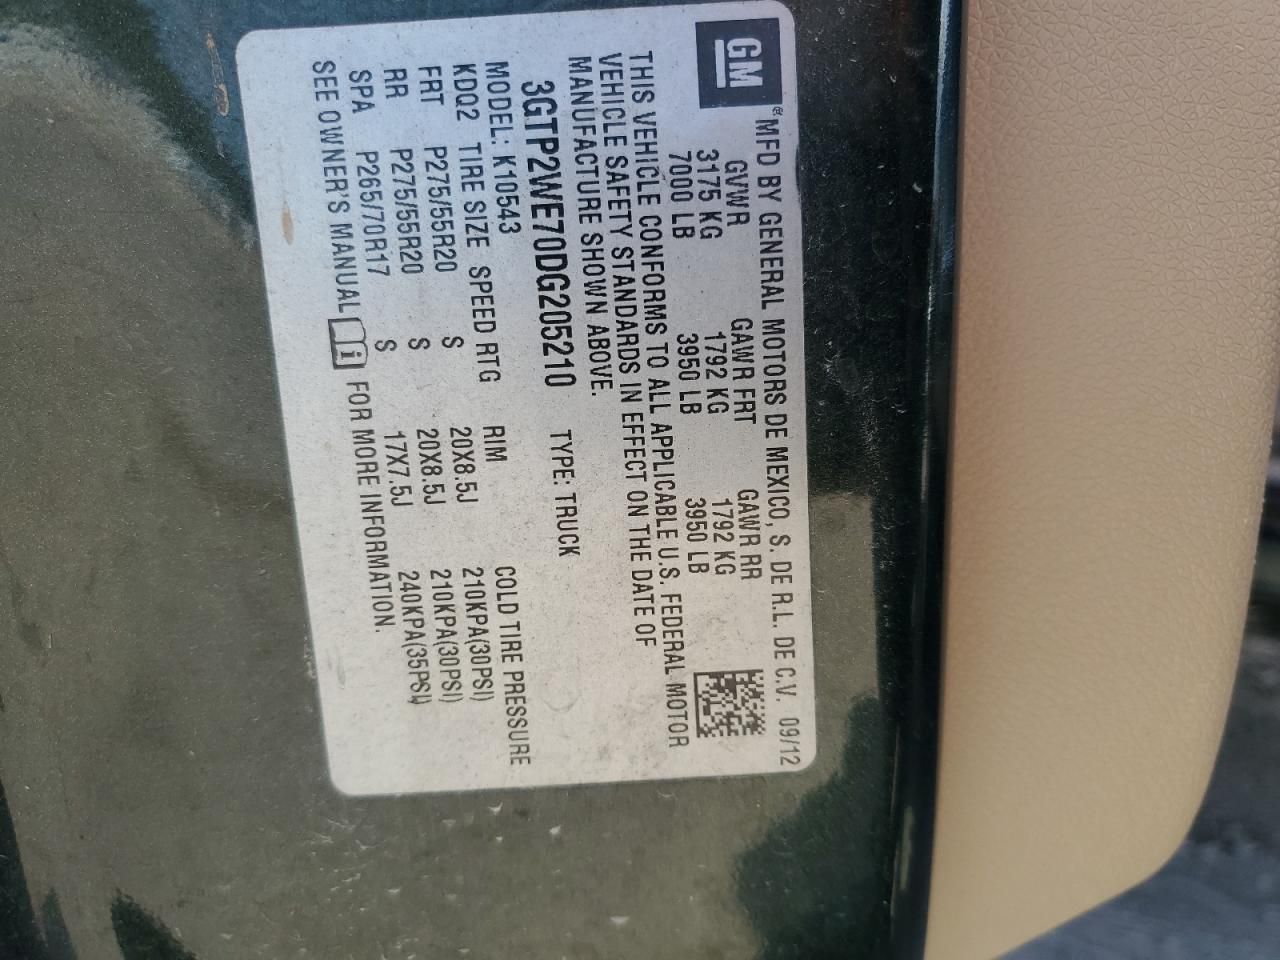 GM
® MFD BY GENERAL MOTORS DE MEXICO, S. DE R.L. DE C.V. 09/12
GVWR GAWR FRT GAWR RR
3175 KG 1792 KG 1792 KG
7000 LB 3950 LB 3950 LB
THIS VEHICLE CONFORMS TO ALL APPLICABLE U.S. FEDERAL MOTOR
VEHICLE SAFETY STANDARDS IN EFFECT ON THE DATE OF
MANUFACTURE SHOWN ABOVE.
3GTP2WE70DG205210 TYPE: TRUCK
MODEL: K10543
KDQ2 TIRE SIZE SPEED RTG RIM COLD TIRE PRESSURE
FRT P275/55R20 S 20X8.5J 210KPA(30PSI)
RR P275/55R20 S 20X8.5J 210KPA(30PSI)
SPA P265/70R17 S 17X7.5J 240KPA(35PSI)
SEE OWNER'S MANUAL i FOR MORE INFORMATION.